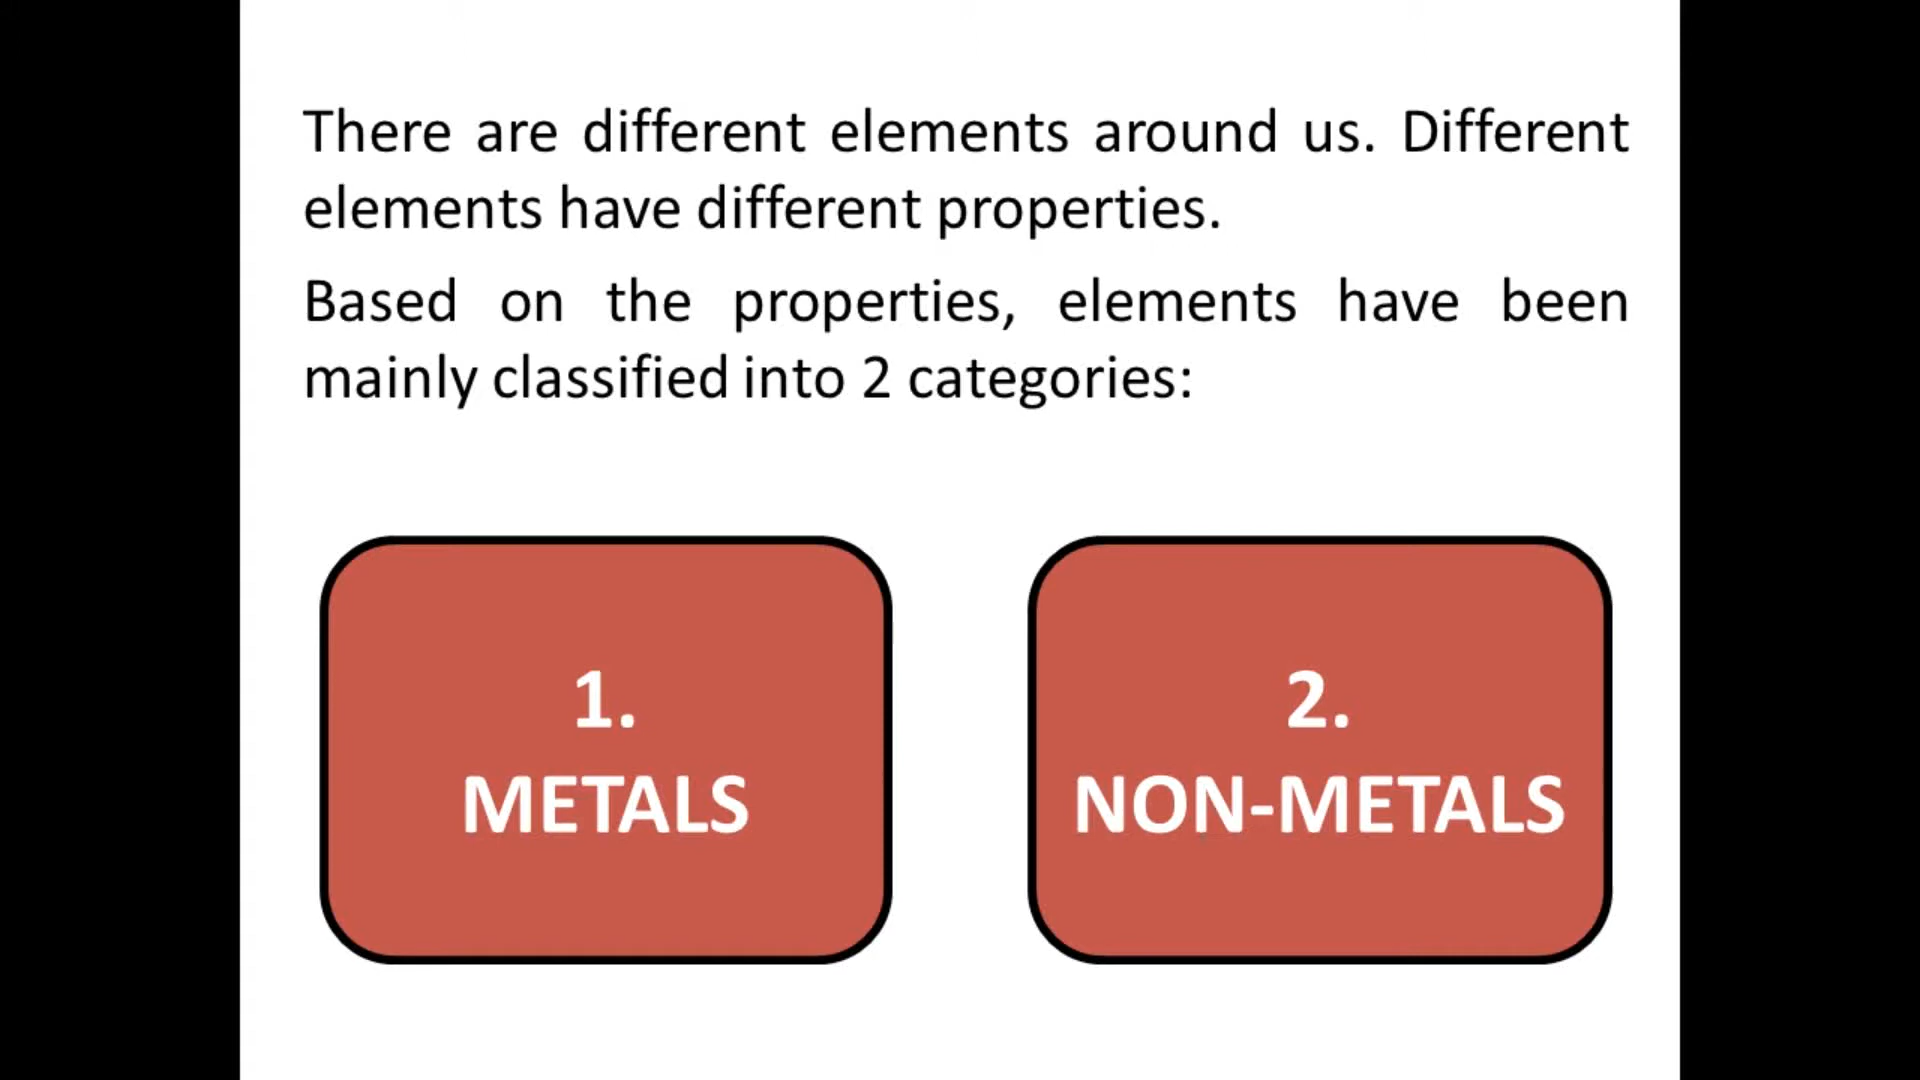 There are different elements around us. Different
elements have different properties.
Based on the properties, elements have been
mainly classified into 2 categories:
1.
METALS
2.
NON-METALS